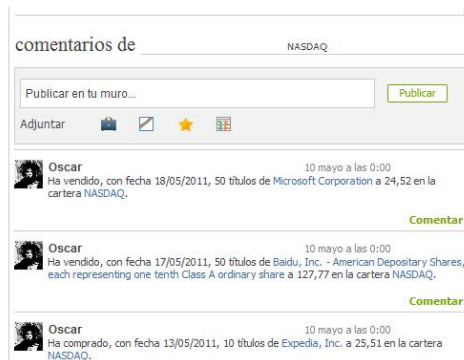 comentarios de NASDAQ
Publicar en tu muro...
Publicar
Adjuntar
Oscar 10 mayo a las 0:00
Ha vendido, con fecha 18/05/2011, 50 títulos de Microsoft Corporation a 24,52 en la
cartera NASDAQ.
Comentar
Oscar 10 mayo a las 0:00
Ha vendido, con fecha 17/05/2011, 50 títulos de Baidu, Inc. - American Depositary Shares,
each representing one tenth Class A ordinary share a 127,77 en la cartera NASDAQ.
Comentar
Oscar 10 mayo a las 0:00
Ha comprado, con fecha 13/05/2011, 10 títulos de Expedia, Inc. a 25,51 en la cartera
NASDAQ.